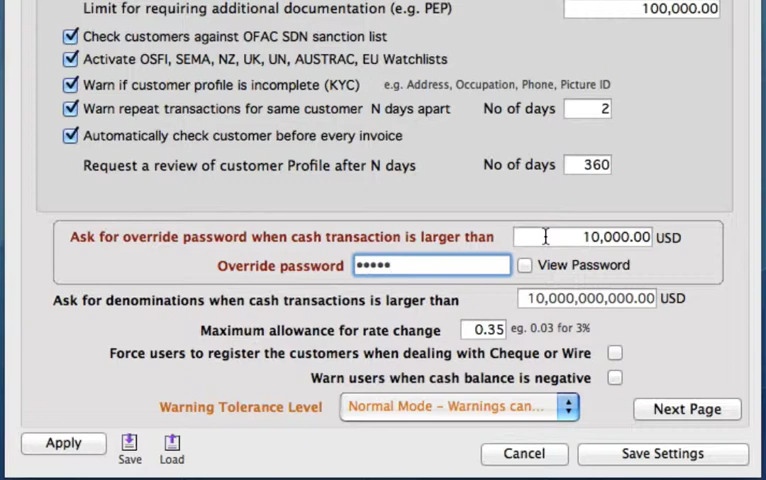 Limit for requiring additional documentation (e.g. PEP) 100,000.00
Check customers against OFAC SDN sanction list
Activate OSFI, SEMA, NZ, UK, UN, AUSTRAC, EU Watchlists
Warn if customer profile is incomplete (KYC) e.g. Address, Occupation, Phone, Picture ID
Warn repeat transactions for same customer N days apart No of days 2
Automatically check customer before every invoice
Request a review of customer Profile after N days No of days 360
Ask for override password when cash transaction is larger than 10,000.00 USD
Override password ••••• View Password
Ask for denominations when cash transactions is larger than 10,000,000,000.00 USD
Maximum allowance for rate change 0.35 eg. 0.03 for 3%
Force users to register the customers when dealing with Cheque or Wire
Warn users when cash balance is negative
Warning Tolerance Level Normal Mode – Warnings can... Next Page
Apply Save Load Cancel Save Settings